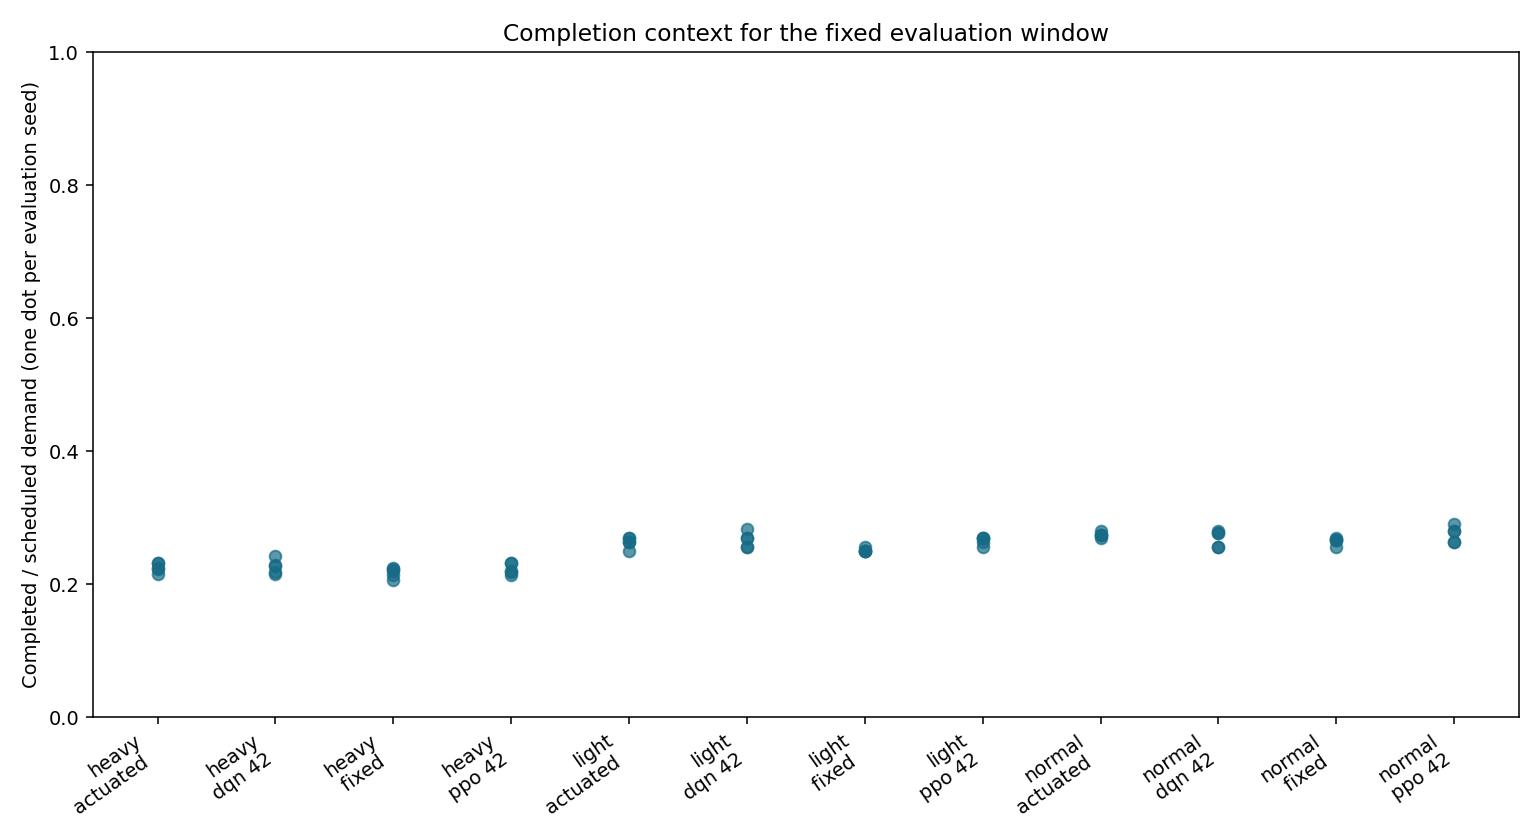 Completion context for the fixed evaluation window
Completed / scheduled demand (one dot per evaluation seed)
1.0
0.8
0.6
0.4
0.2
0.0
heavy
actuated
heavy
dqn 42
heavy
fixed
heavy
ppo 42
light
actuated
light
dqn 42
light
fixed
light
ppo 42
normal
actuated
normal
dqn 42
normal
fixed
normal
ppo 42